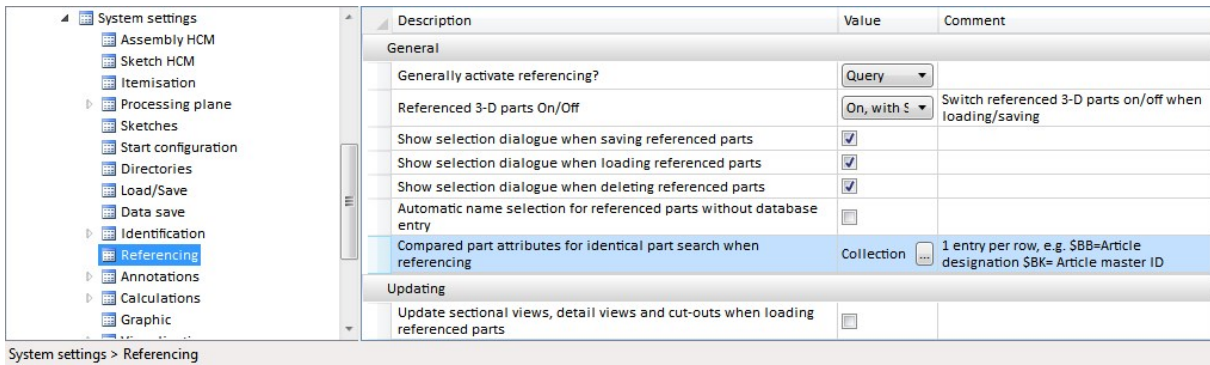 System settings
Assembly HCM
Sketch HCM
Itemisation
Processing plane
Sketches
Start configuration
Directories
Load/Save
Data save
Identification
Referencing
Annotations
Calculations
Graphic
Description Value Comment
General
Generally activate referencing? Query
Referenced 3-D parts On/Off On, with S Switch referenced 3-D parts on/off when
loading/saving
Show selection dialogue when saving referenced parts
Show selection dialogue when loading referenced parts
Show selection dialogue when deleting referenced parts
Automatic name selection for referenced parts without database
entry
Compared part attributes for identical part search when
referencing
Collection ...
1 entry per row, e.g. $BB=Article
designation $BK= Article master ID
Updating
Update sectional views, detail views and cut-outs when loading
referenced parts
System settings > Referencing